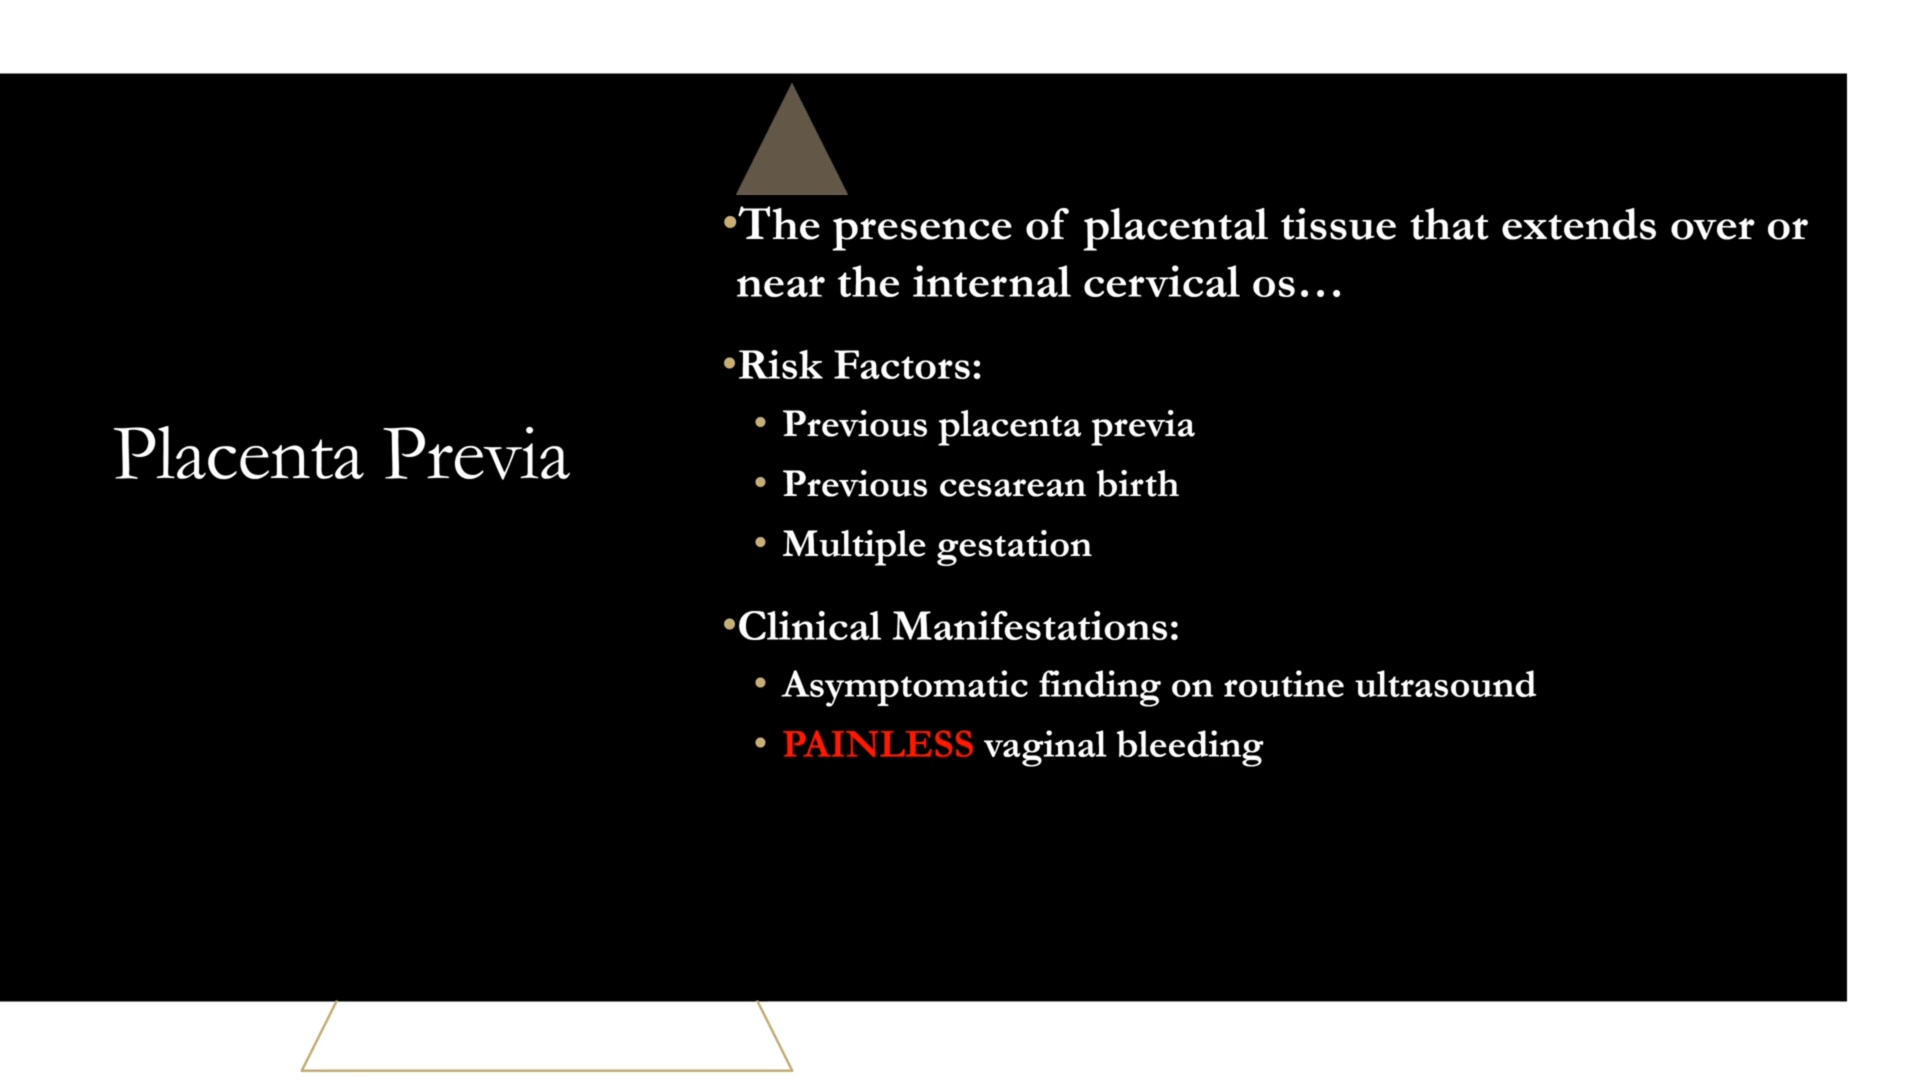 Placenta Previa
•The presence of placental tissue that extends over or
near the internal cervical os…
•Risk Factors:
• Previous placenta previa
• Previous cesarean birth
• Multiple gestation
•Clinical Manifestations:
• Asymptomatic finding on routine ultrasound
• PAINLESS vaginal bleeding